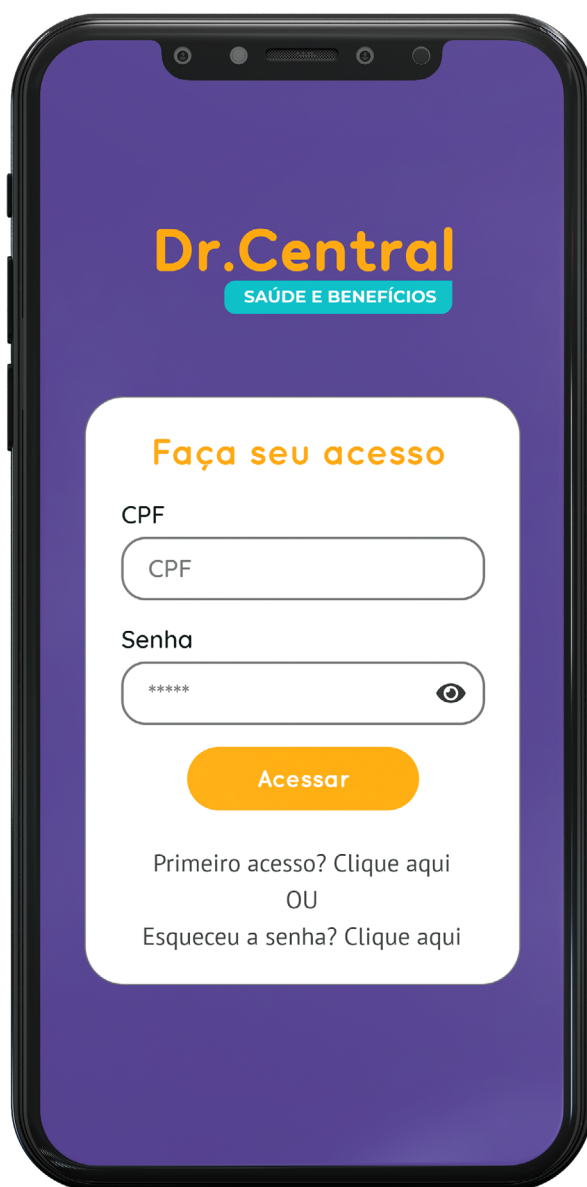 Dr.Central
SAÚDE E BENEFÍCIOS
Faça seu acesso
CPF
CPF
Senha
*****
Acessar
Primeiro acesso? Clique aqui
OU
Esqueceu a senha? Clique aqui